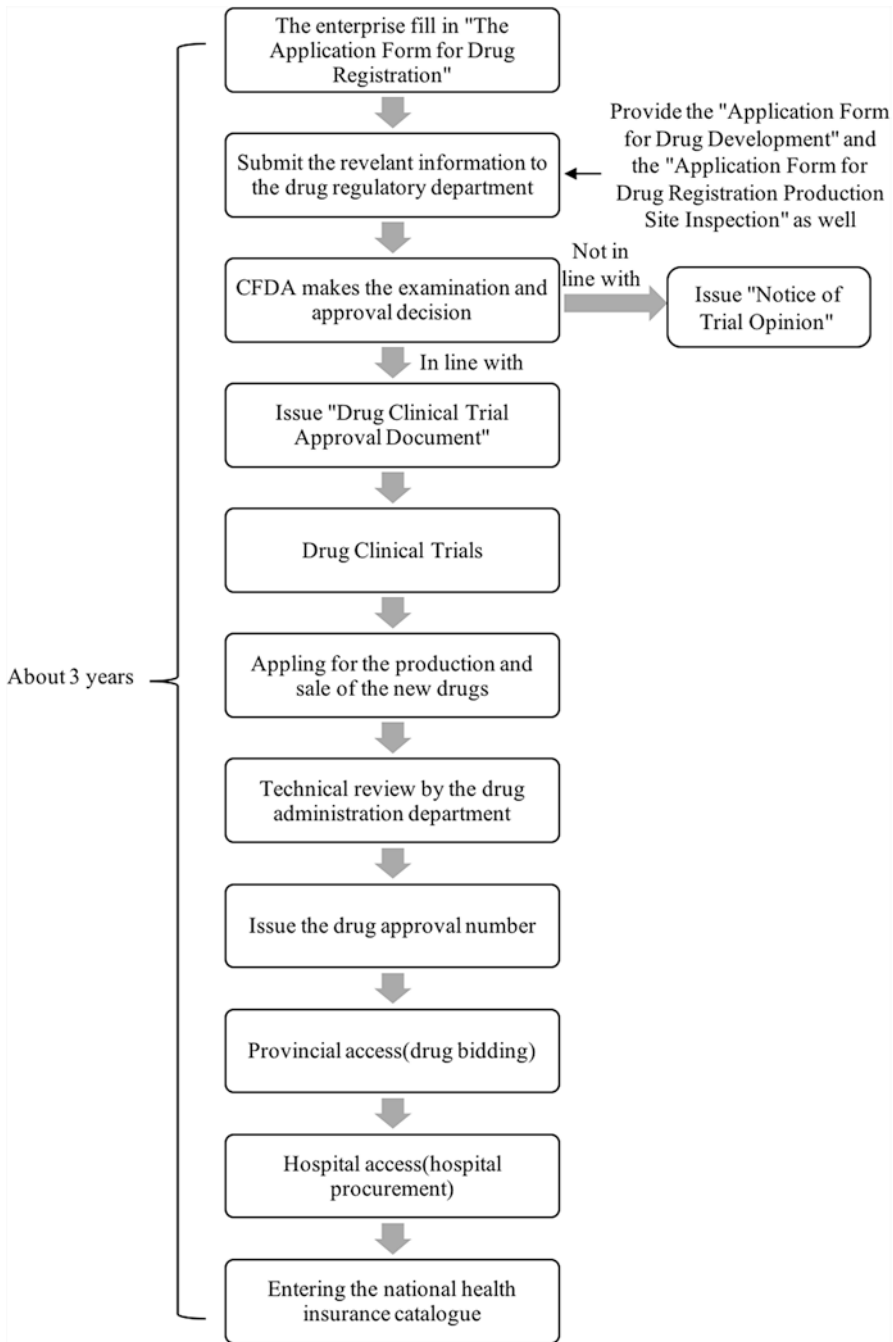 The enterprise fill in "The
Application Form for Drug
Registration"
Provide the "Application Form
for Drug Development" and
the "Application Form for
Drug Registration Production
Site Inspection" as well
Submit the revelant information to
the drug regulatory department
Not in
line with
CFDA makes the examination and
approval decision
Issue "Notice of
Trial Opinion"
In line with
Issue "Drug Clinical Trial
Approval Document"
Drug Clinical Trials
About 3 years
Appling for the production and
sale of the new drugs
Technical review by the drug
administration department
Issue the drug approval number
Provincial access(drug bidding)
Hospital access(hospital
procurement)
Entering the national health
insurance catalogue